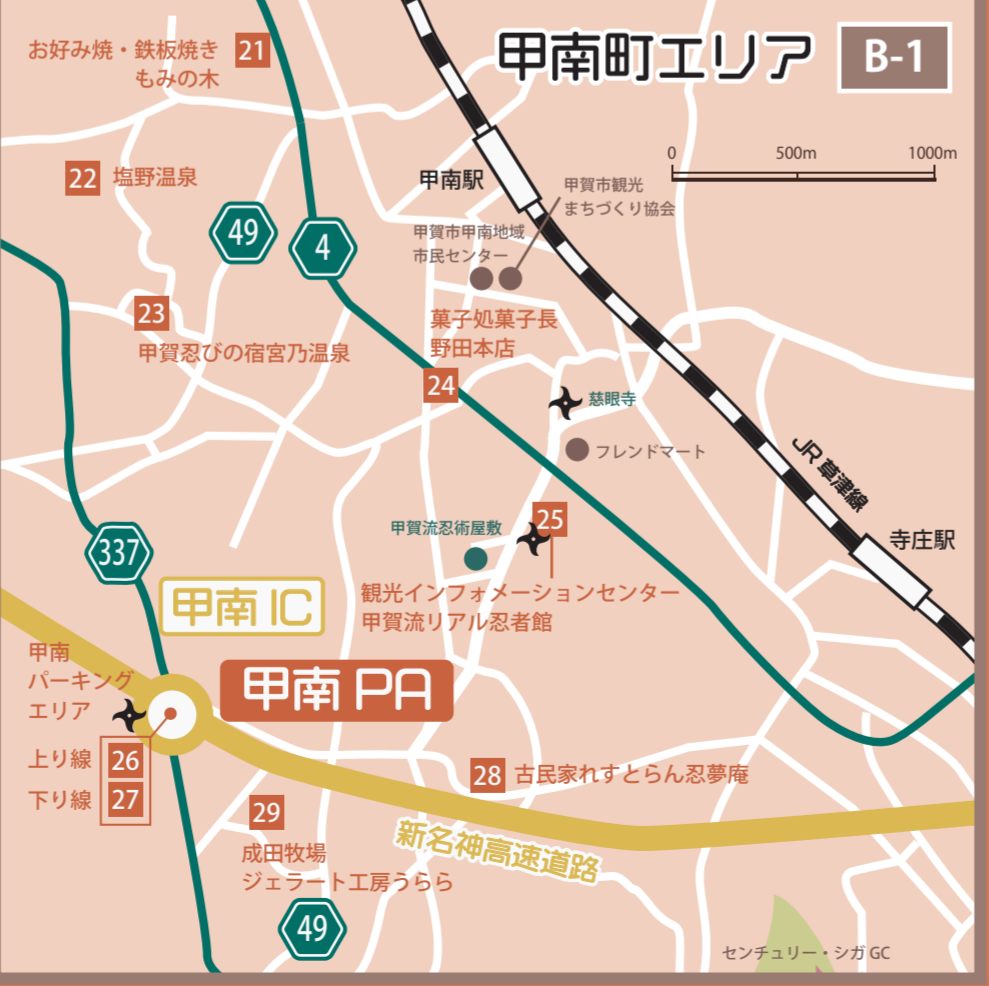 甲南町エリア
B-1
お好み焼・鉄板焼き
もみの木
21
22
塩野温泉
甲南駅
0
500m
1000m
甲賀市観光
まちづくり協会
甲賀市甲南地域
市民センター
49
4
23
甲賀忍びの宿宮乃温泉
菓子処菓子長
野田本店
24
慈眼寺
フレンドマート
JR草津線
寺庄駅
甲賀流忍術屋敷
25
観光インフォメーションセンター
甲賀流リアル忍者館
337
甲南IC
甲南PA
甲南
パーキング
エリア
上り線
26
下り線
27
28
古民家れすとらん忍夢庵
29
成田牧場
ジェラート工房うらら
新名神高速道路
49
センチュリー・シガGC